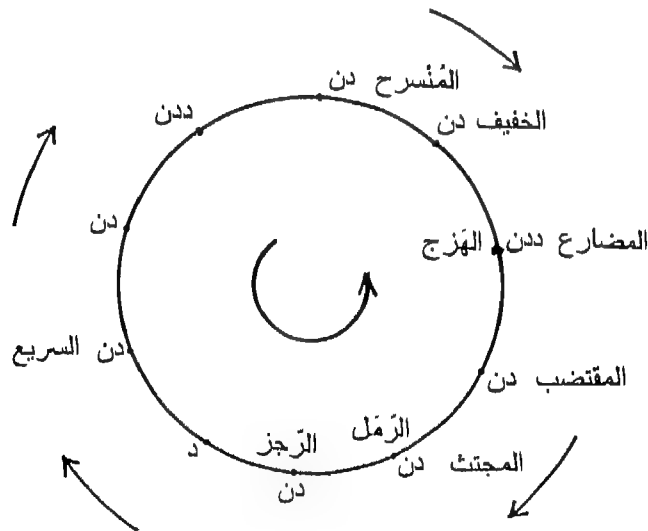 المُنْسرح دن
الخفيف دن
ددن
دن
المضارع ددن الهَزج
دن السريع
المقتضب دن
الرّمَل
الرّجز
د
المجتث دن
دن